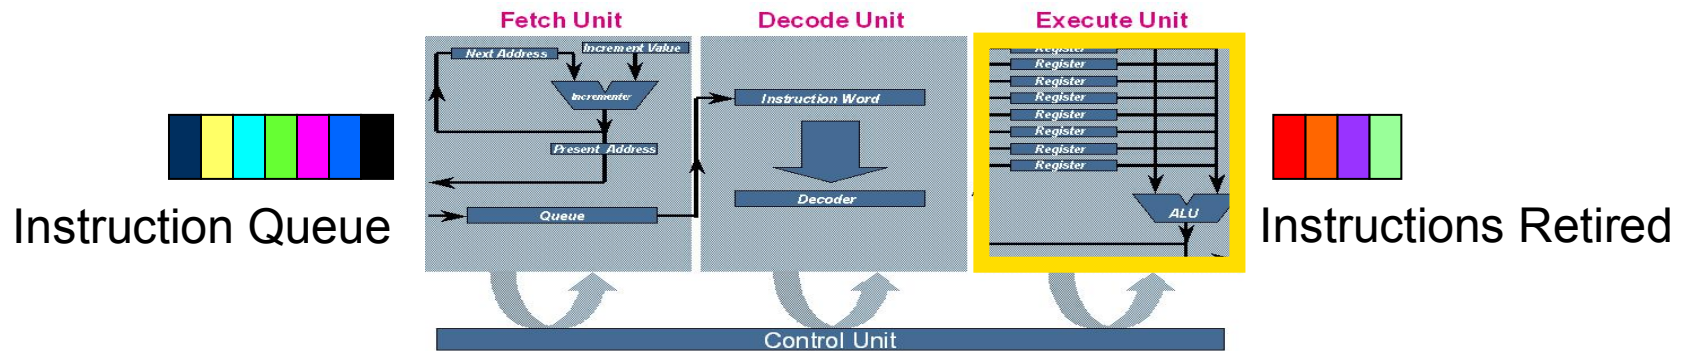 Fetch Unit
Decode Unit
Execute Unit
Next Address
Increment Value
Incrementer
Present Address
Queue
Instruction Word
Decoder
Register
Register
Register
Register
Register
Register
Register
Register
ALU
Instruction Queue
Instructions Retired
Control Unit